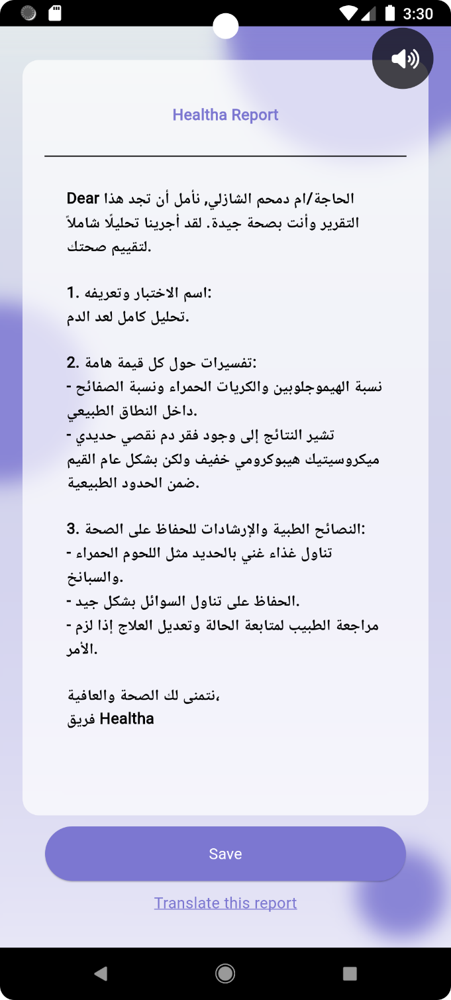 3:30
Healtha Report
Dear الحاجة/ام دمحم الشازلي, نأمل أن تجد هذا
التقرير وأنت بصحة جيدة. لقد أجرينا تحليلًا شاملاً
لتقييم صحتك.
1. اسم الاختبار وتعريفه:
تحليل كامل لعد الدم.
2. تفسيرات حول كل قيمة هامة:
- نسبة الهيموجلوبين والكريات الحمراء ونسبة الصفائح
داخل النطاق الطبيعي.
- تشير النتائج إلى وجود فقر دم نقصي حديدي
ميكروسيتيك هيبوكرومي خفيف ولكن بشكل عام القيم
ضمن الحدود الطبيعية.
3. النصائح الطبية والإرشادات للحفاظ على الصحة:
- تناول غذاء غني بالحديد مثل اللحوم الحمراء
والسبانخ.
- الحفاظ على تناول السوائل بشكل جيد.
- مراجعة الطبيب لمتابعة الحالة وتعديل العلاج إذا لزم
الأمر.
نتمنى لك الصحة والعافية،
فريق Healtha
Save
Translate this report